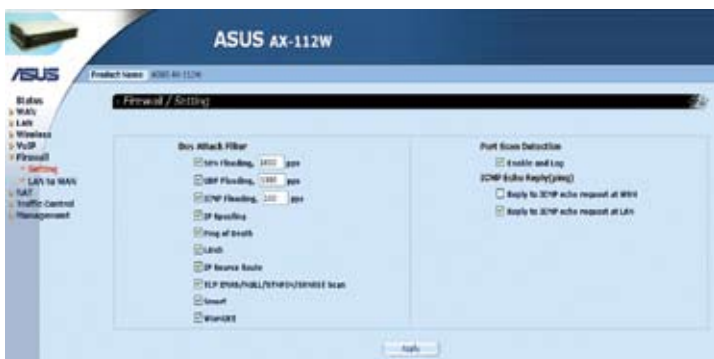 ASUS AX-112W
ASUS
Product Name ASUS AX-112W
Status
WAN
LAN
Wireless
VoIP
Firewall
Setting
LAN to WAN
NAT
Traffic Control
Management
Firewall / Setting
Dos Attack Filter
SYN Flooding, pps
UDP Flooding, pps
ICMP Flooding, pps
IP Spoofing
Ping of Death
LAND
IP Source Route
Smurf
WinNUKE
Port Scan Detection
Enable and Log
ICMP Echo Reply(ping)
Reply to ICMP echo request at WAN
Reply to ICMP echo request at LAN
Apply